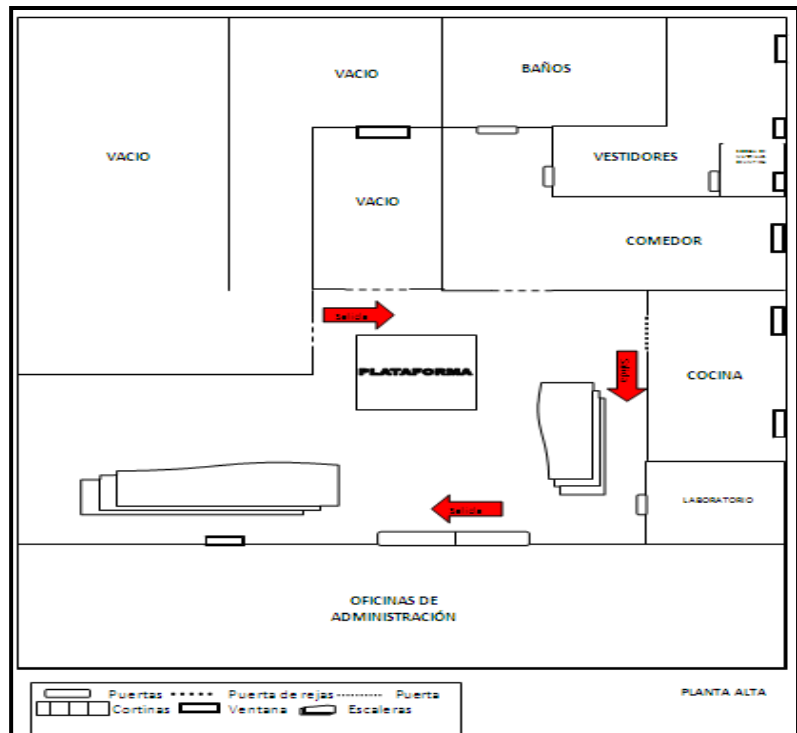 VACIO
BAÑOS
VACIO
VESTIDORES
VACIO
COMEDOR
Salida
PLATAFORMA
Salida
COCINA
LABORATORIO
Salida
OFICINAS DE
ADMINISTRACIÓN
Puertas Puerta de rejas Puerta
Cortinas Ventana Escaleras
PLANTA ALTA